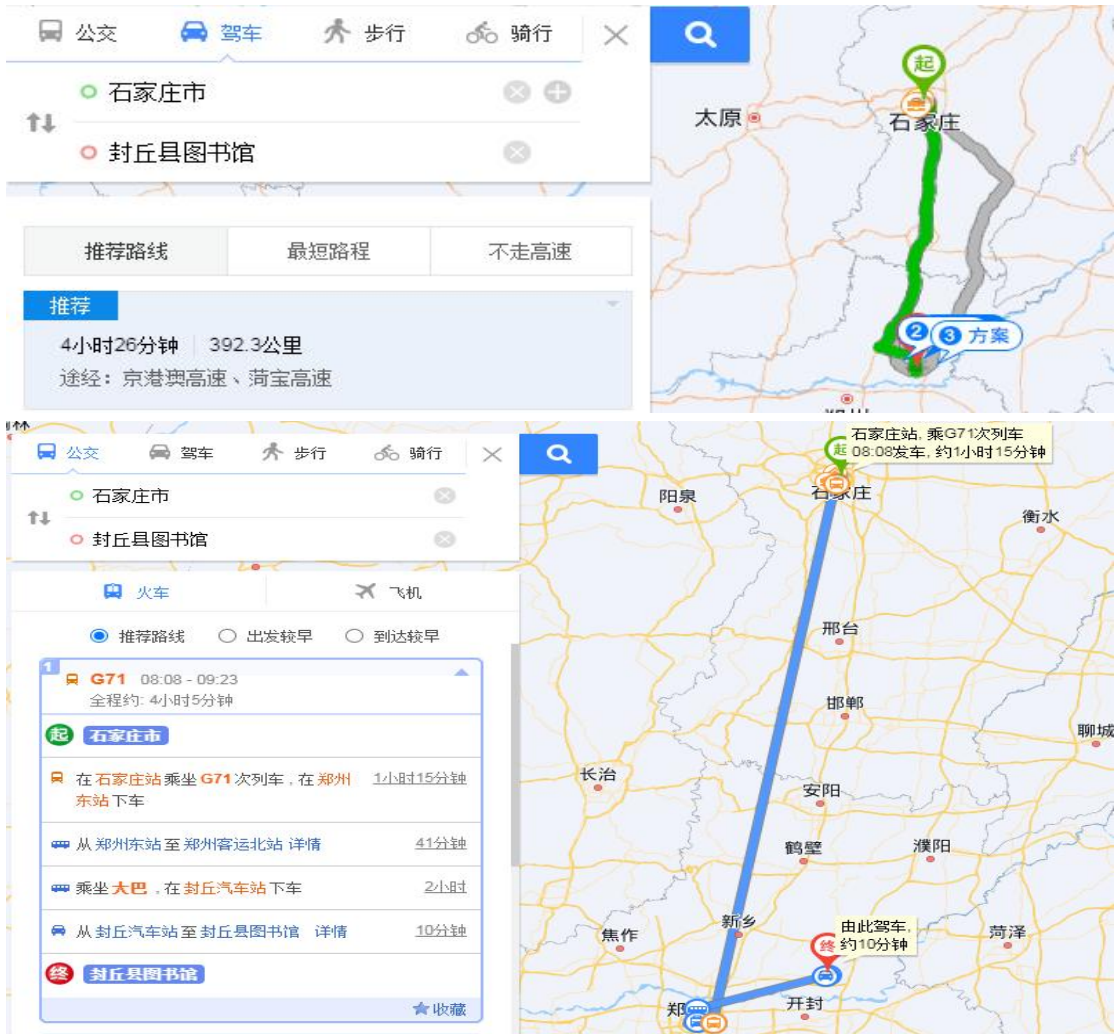 公交 驾车 步行 骑行
石家庄市
封丘县图书馆
推荐路线 最短路程 不走高速
推荐
4小时26分钟 392.3公里
途经：京港澳高速、菏宝高速
起
太原
石家庄
2 3 方案
公交 驾车 步行 骑行
石家庄市
封丘县图书馆
火车 飞机
推荐路线 出发较早 到达较早
1
G71 08:08 - 09:23
全程约: 4小时5分钟
起 石家庄市
在石家庄站乘坐G71次列车，在郑州东站下车 1小时15分钟
从郑州东站至郑州客运北站 详情 41分钟
乘坐大巴，在封丘汽车站下车 2小时
从封丘汽车站至封丘县图书馆 详情 10分钟
终 封丘县图书馆
收藏
石家庄站, 乘G71次列车
08:08发车, 约1小时15分钟
起
石家庄
阳泉
衡水
邢台
邯郸
聊城
长治
安阳
鹤壁
濮阳
新乡
焦作
由此驾车,
约10分钟
终
菏泽
郑
开封